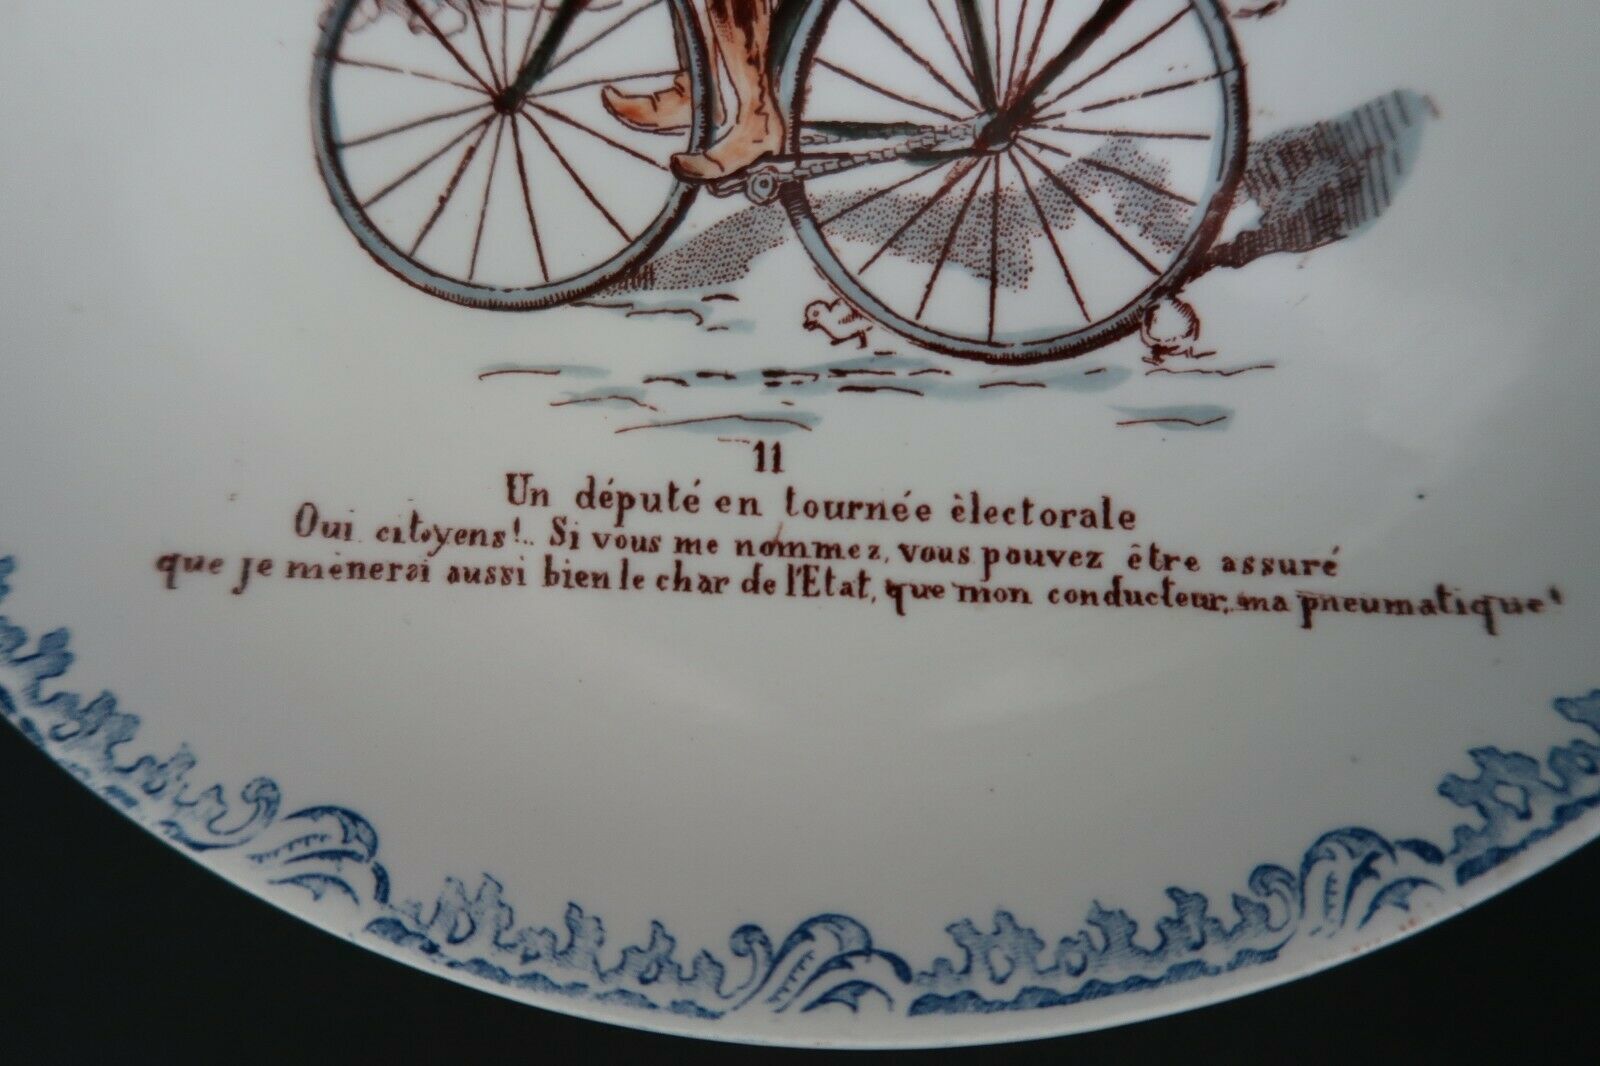 11
Un député en tournée èlectorale
Oui citoyens!.. Si vous me nommez, vous pouvez être assuré
que je mènerai aussi bien le char de l'Etat, que mon conducteur, ma pneumatique!